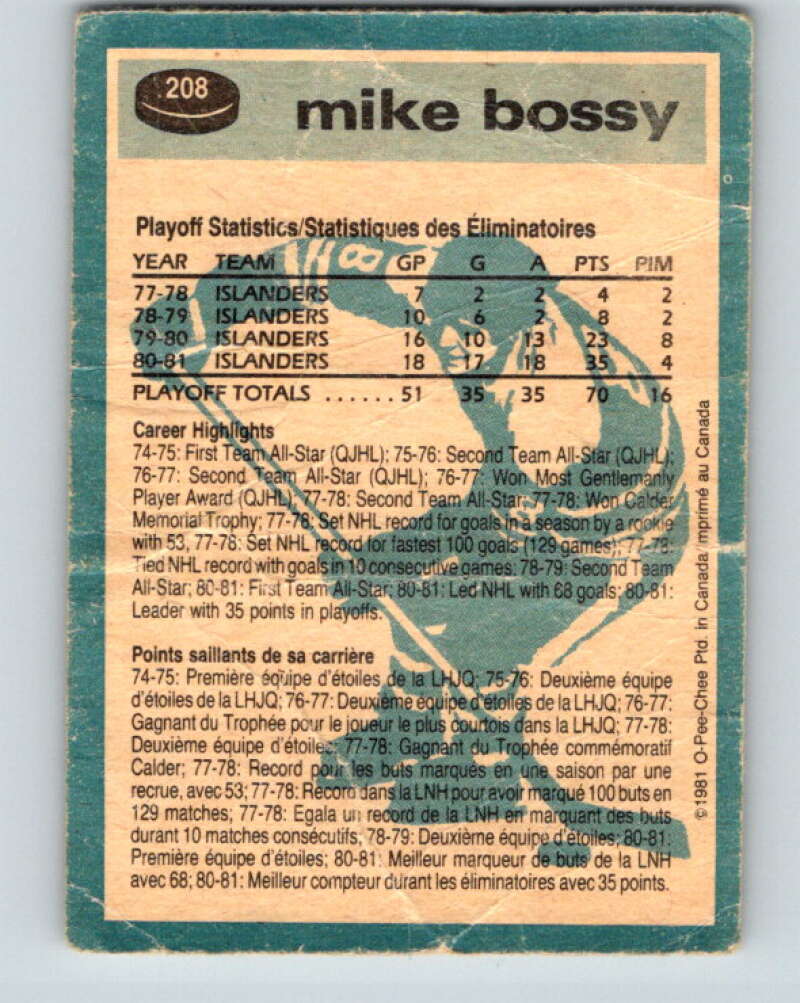 208
mike bossy
Playoff Statistics/Statistiques des Éliminatoires
YEAR TEAM GP G A PTS PIM
77-78 ISLANDERS 7 2 2 4 2
78-79 ISLANDERS 10 6 2 8 2
79-80 ISLANDERS 16 10 13 23 8
80-81 ISLANDERS 18 17 18 35 4
PLAYOFF TOTALS ...... 51 35 35 70 16
Career Highlights
74-75: First Team All-Star (QJHL); 75-76: Second Team All-Star (QJHL);
76-77: Second Team All-Star (QJHL); 76-77: Won Most Gentlemanly
Player Award (QJHL); 77-78: Second Team All-Star; 77-78: Won Calder
Memorial Trophy; 77-78: Set NHL record for goals in a season by a rookie
with 53, 77-78: Set NHL record for fastest 100 goals (129 games); 77-78:
Tied NHL record with goals in 10 consecutive games; 78-79: Second Team
All-Star; 80-81: First Team All-Star; 80-81: Led NHL with 68 goals; 80-81:
Leader with 35 points in playoffs.
Points saillants de sa carrière
74-75: Première équipe d'étoiles de la LHJQ; 75-76: Deuxième équipe
d'étoiles de la LHJQ; 76-77: Deuxième équipe d'étoiles de la LHJQ; 76-77:
Gagnant du Trophée pour le joueur le plus courtois dans la LHJQ; 77-78:
Deuxième équipe d'étoiles; 77-78: Gagnant du Trophée commémoratif
Calder; 77-78: Record pour les buts marqués en une saison par une
recrue, avec 53; 77-78: Record dans la LNH pour avoir marqué 100 buts en
129 matches; 77-78: Egala un record de la LNH en marquant des buts
durant 10 matches consécutifs, 78-79: Deuxième équipe d'étoiles; 80-81:
Première équipe d'étoiles; 80-81: Meilleur marqueur de buts de la LNH
avec 68; 80-81: Meilleur compteur durant les éliminatoires avec 35 points.
©1981 O-Pee-Chee Ptd. in Canada/imprimé au Canada